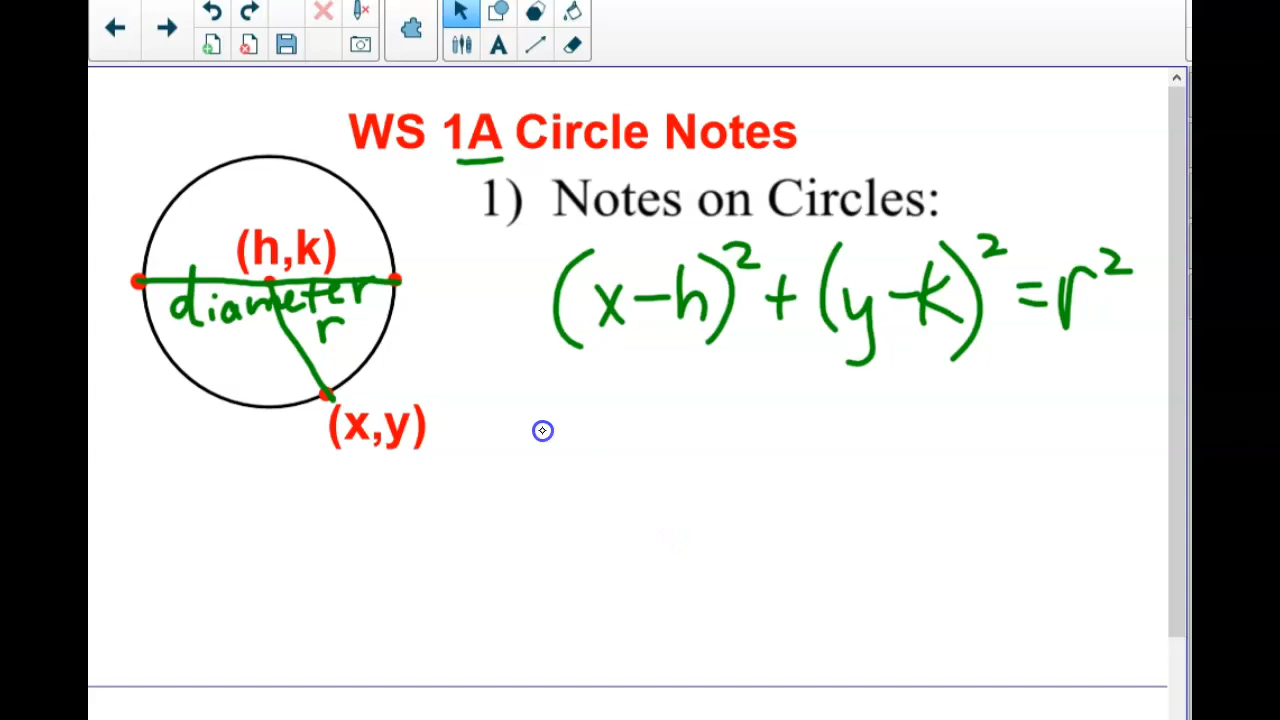 WS 1A Circle Notes
1) Notes on Circles:
(h,k)
diameter
r
(x,y)
(x-h)² + (y-k)² = r²